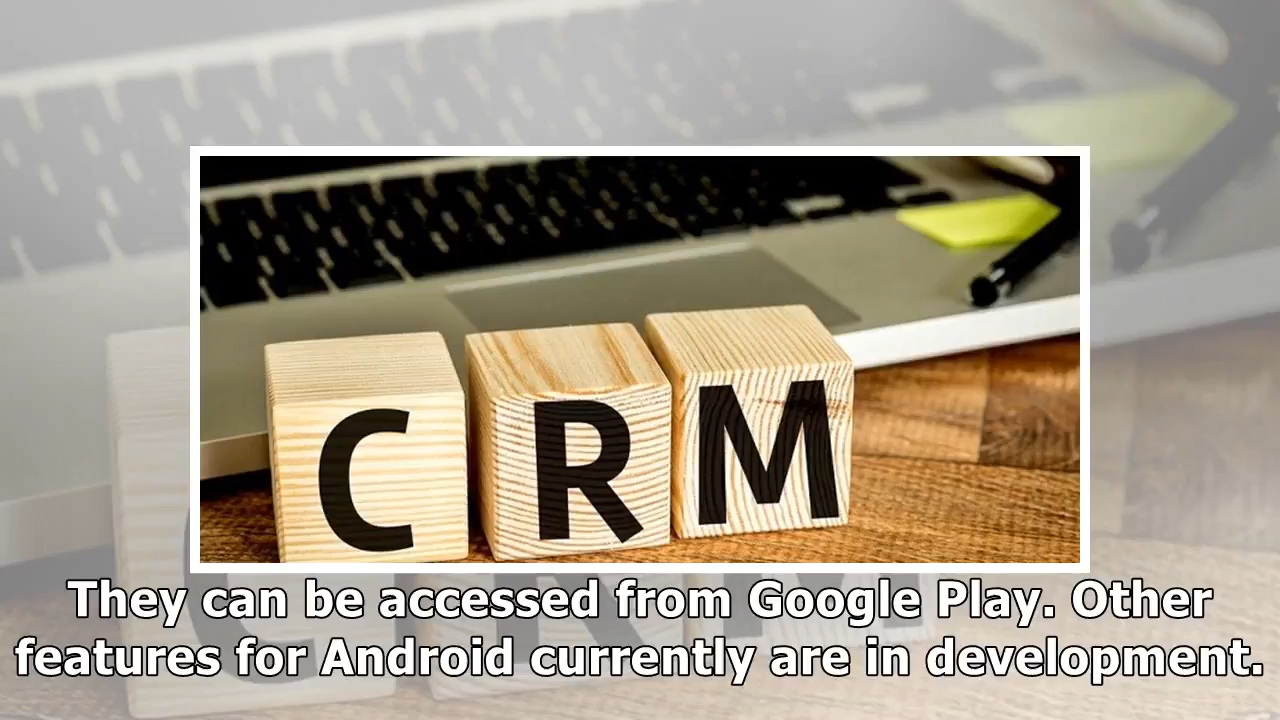 CRM
They can be accessed from Google Play. Other
features for Android currently are in development.